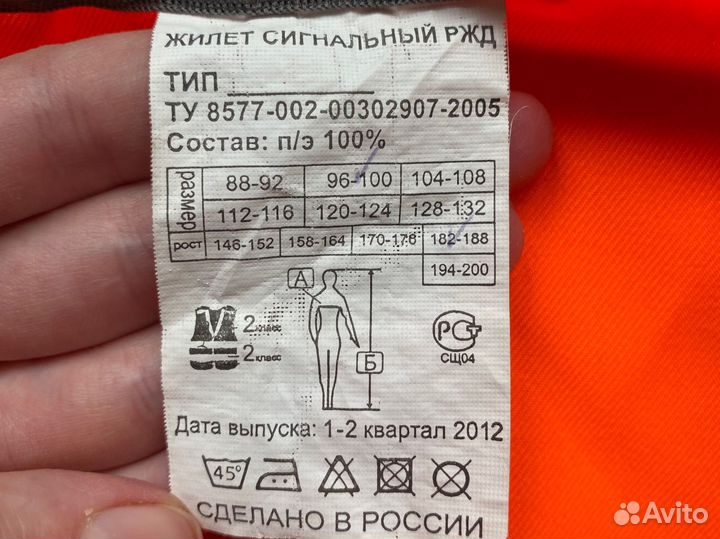 ЖИЛЕТ СИГНАЛЬНЫЙ РЖД
ТИП
ТУ 8577-002-00302907-2005
Состав: п/э 100%
размер 88-92 96-100 104-108
112-116 120-124 128-132
рост 146-152 158-164 170-176 182-188
194-200
А
2 класс
2 класс
Б
РСТ
СЩ04
Дата выпуска: 1-2 квартал 2012
45°
СДЕЛАНО В РОССИИ
Avito